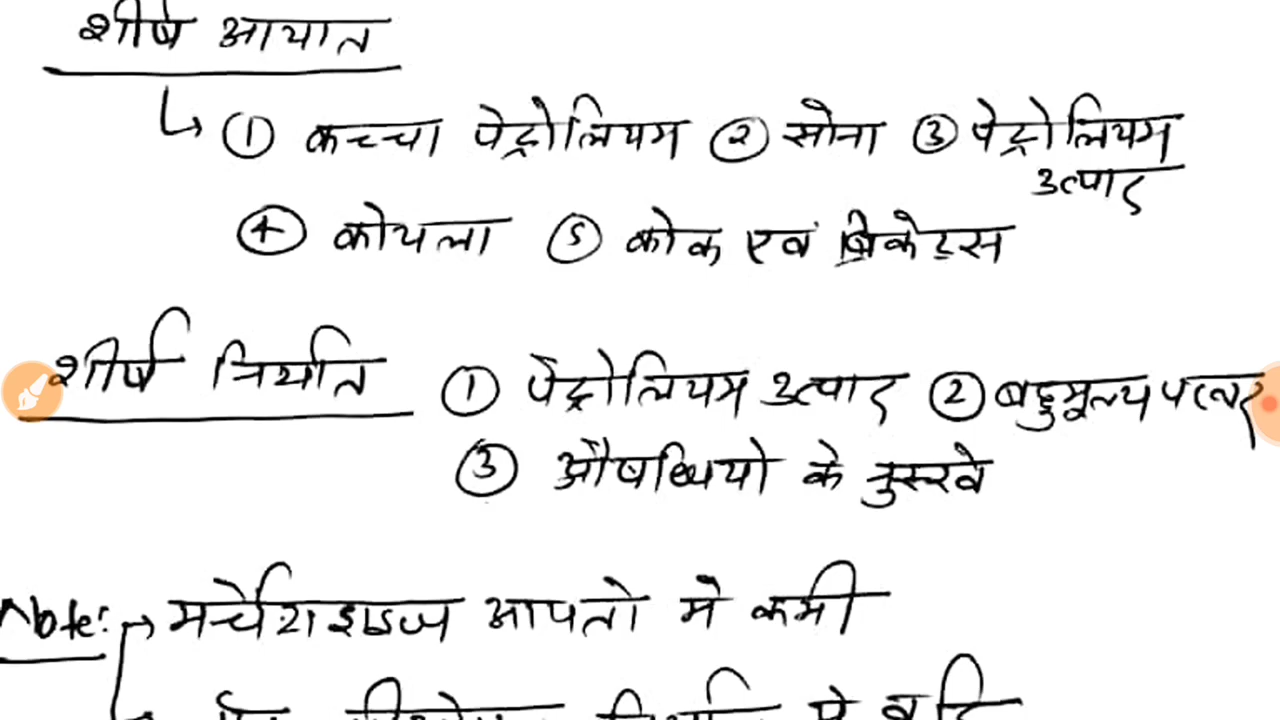 शीर्ष आयात
↳ ① कच्चा पेट्रोलियम ② सोना ③ पेट्रोलियम
उत्पाद
④ कोयला ⑤ कोक एवं ब्रिकेट्स
शीर्ष निर्यात ① पेट्रोलियम उत्पाद ② बहुमूल्य पत्थर
③ औषधियो के नुस्खे
Note: → मर्चेंडाइज आयतो मे कमी
मे